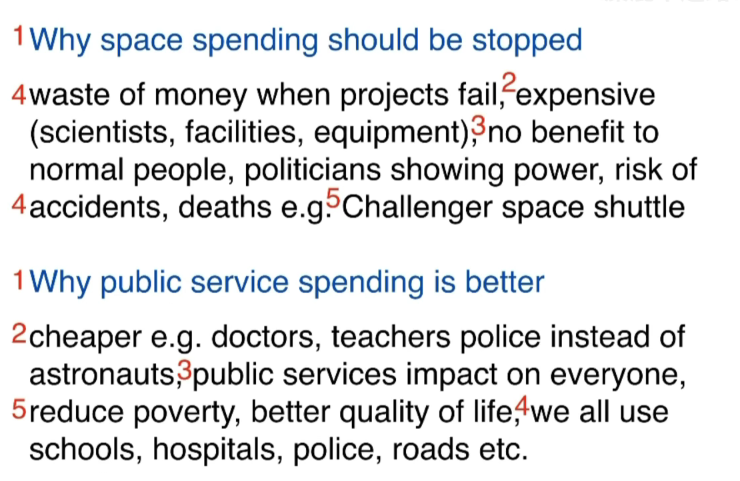 1 Why space spending should be stopped
4 waste of money when projects fail,2 expensive
(scientists, facilities, equipment),3 no benefit to
normal people, politicians showing power, risk of
4 accidents, deaths e.g.5 Challenger space shuttle
1 Why public service spending is better
2 cheaper e.g. doctors, teachers police instead of
astronauts,3 public services impact on everyone,
5 reduce poverty, better quality of life,4 we all use
schools, hospitals, police, roads etc.